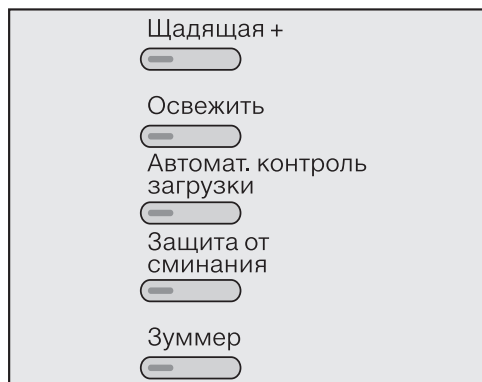 Щадящая +
Освежить
Автомат. контроль
загрузки
Защита от
сминания
Зуммер